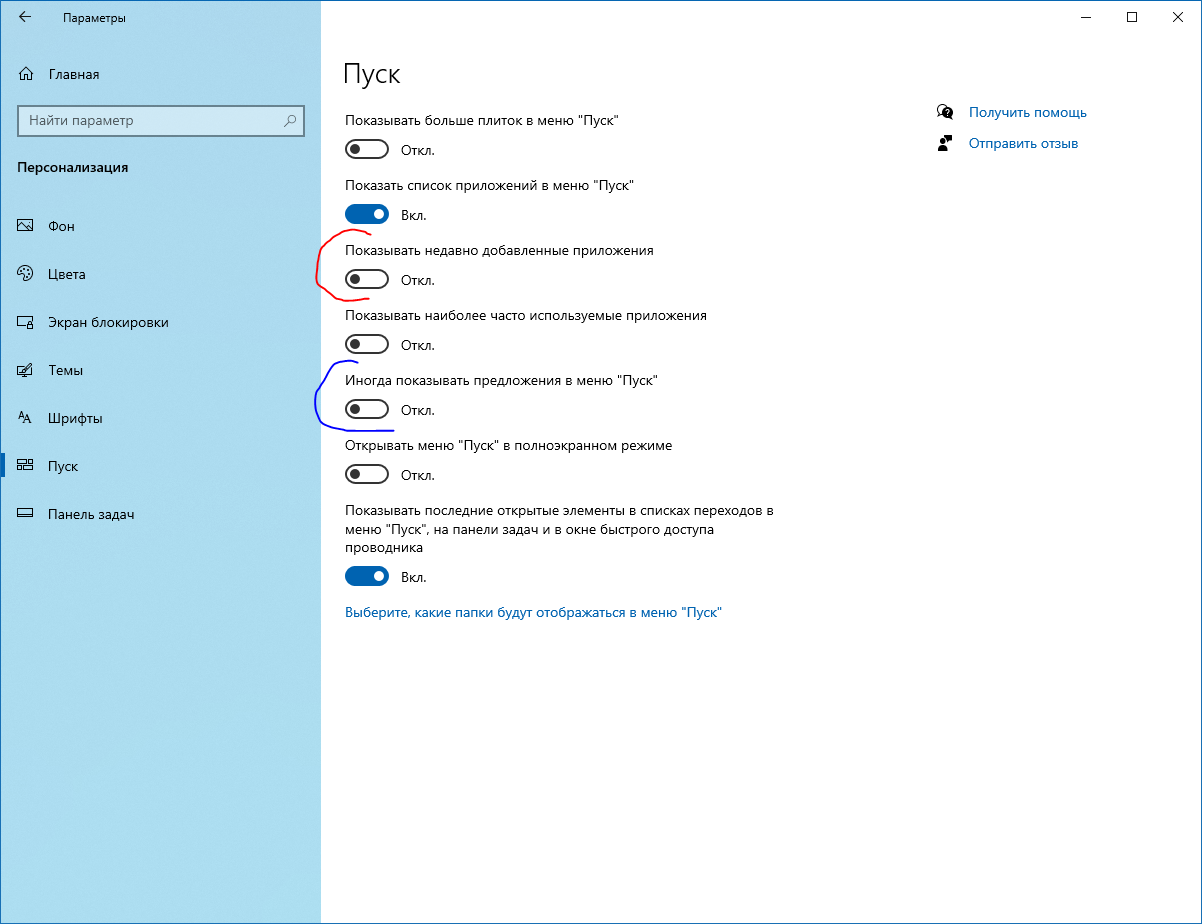 Параметры
Главная
Найти параметр
Персонализация
Фон
Цвета
Экран блокировки
Темы
Шрифты
Пуск
Панель задач
Пуск
Показывать больше плиток в меню "Пуск"
Откл.
Показать список приложений в меню "Пуск"
Вкл.
Показывать недавно добавленные приложения
Откл.
Показывать наиболее часто используемые приложения
Откл.
Иногда показывать предложения в меню "Пуск"
Откл.
Открывать меню "Пуск" в полноэкранном режиме
Откл.
Показывать последние открытые элементы в списках переходов в
меню "Пуск", на панели задач и в окне быстрого доступа
проводника
Вкл.
Выберите, какие папки будут отображаться в меню "Пуск"
Получить помощь
Отправить отзыв